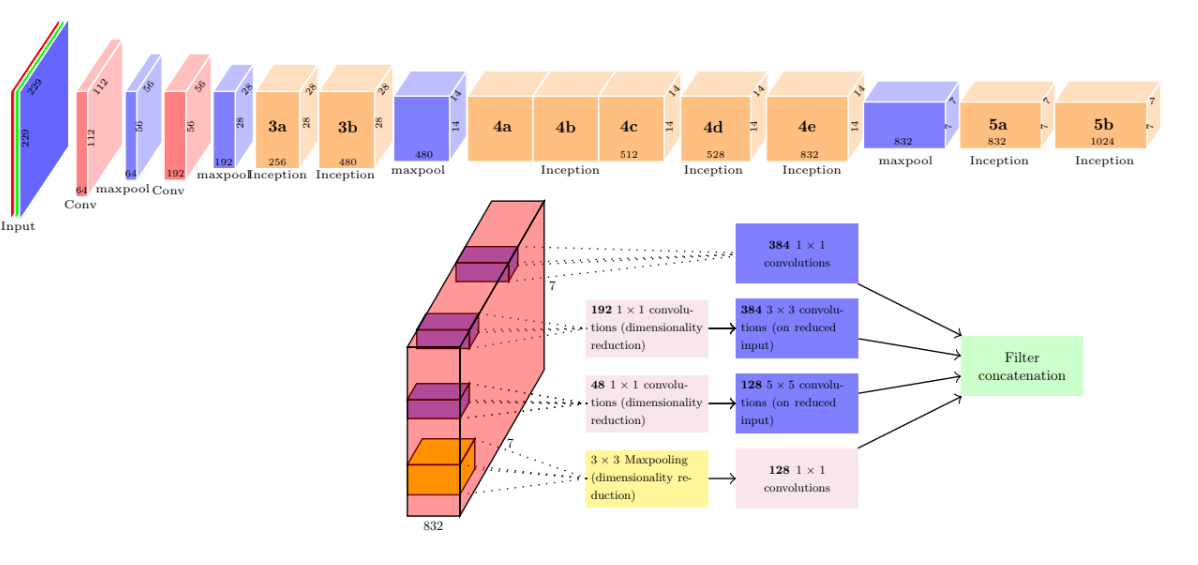 229
229
Input
112
112
64
Conv
56
56
64
maxpool
56
56
192
Conv
28
28
192
maxpool
28
28
3a
256
Inception
28
28
3b
480
Inception
14
14
480
maxpool
4a
4b
14
14
4c
512
Inception
14
14
4d
528
Inception
14
14
4e
832
Inception
7
7
832
maxpool
7
7
5a
832
Inception
7
7
5b
1024
Inception
7
7
832
384 1 × 1
convolutions
192 1 × 1 convolu-
tions (dimensionality
reduction)
384 3 × 3 convolu-
tions (on reduced
input)
48 1 × 1 convolu-
tions (dimensionality
reduction)
128 5 × 5 convolu-
tions (on reduced
input)
3 × 3 Maxpooling
(dimensionality re-
duction)
128 1 × 1
convolutions
Filter
concatenation